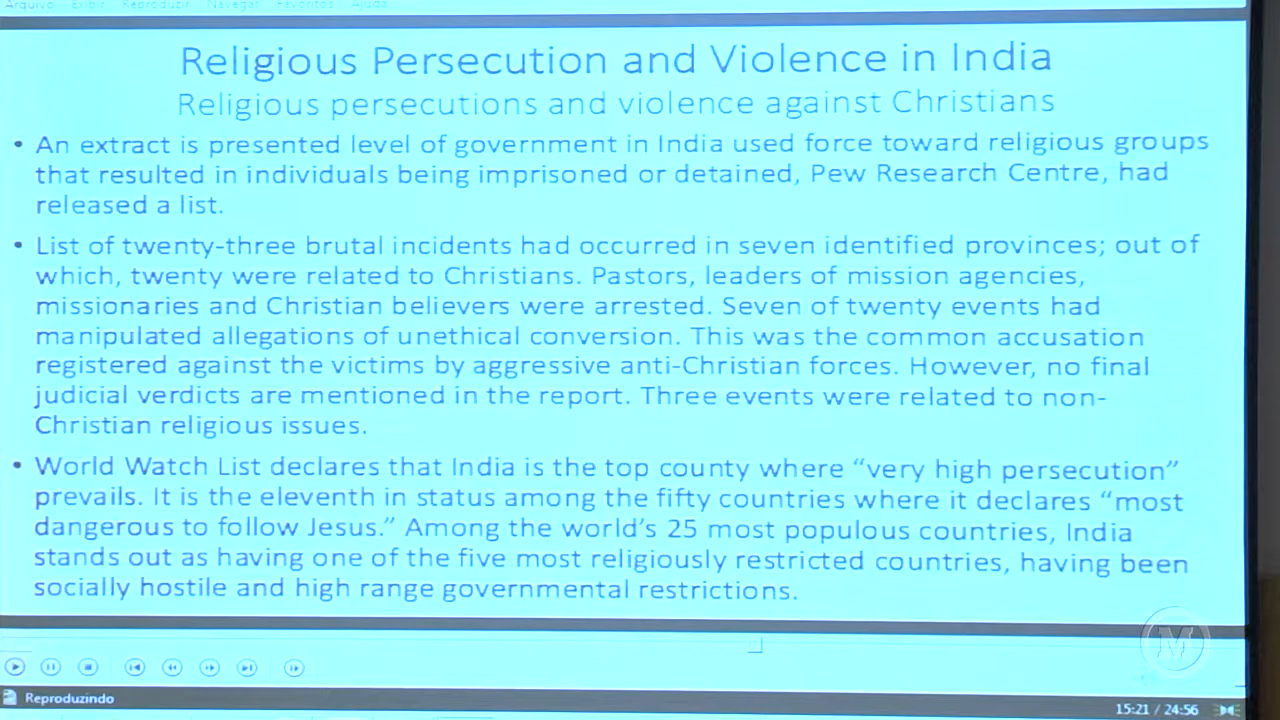 Arquivo Exibir Reproduzir Navegar Favoritos Ajuda
Religious Persecution and Violence in India
Religious persecutions and violence against Christians
• An extract is presented level of government in India used force toward religious groups
that resulted in individuals being imprisoned or detained, Pew Research Centre, had
released a list.
• List of twenty-three brutal incidents had occurred in seven identified provinces; out of
which, twenty were related to Christians. Pastors, leaders of mission agencies,
missionaries and Christian believers were arrested. Seven of twenty events had
manipulated allegations of unethical conversion. This was the common accusation
registered against the victims by aggressive anti-Christian forces. However, no final
judicial verdicts are mentioned in the report. Three events were related to non-
Christian religious issues.
• World Watch List declares that India is the top county where “very high persecution”
prevails. It is the eleventh in status among the fifty countries where it declares “most
dangerous to follow Jesus.” Among the world’s 25 most populous countries, India
stands out as having one of the five most religiously restricted countries, having been
socially hostile and high range governmental restrictions.
M
Reproduzindo
15:21 / 24:56